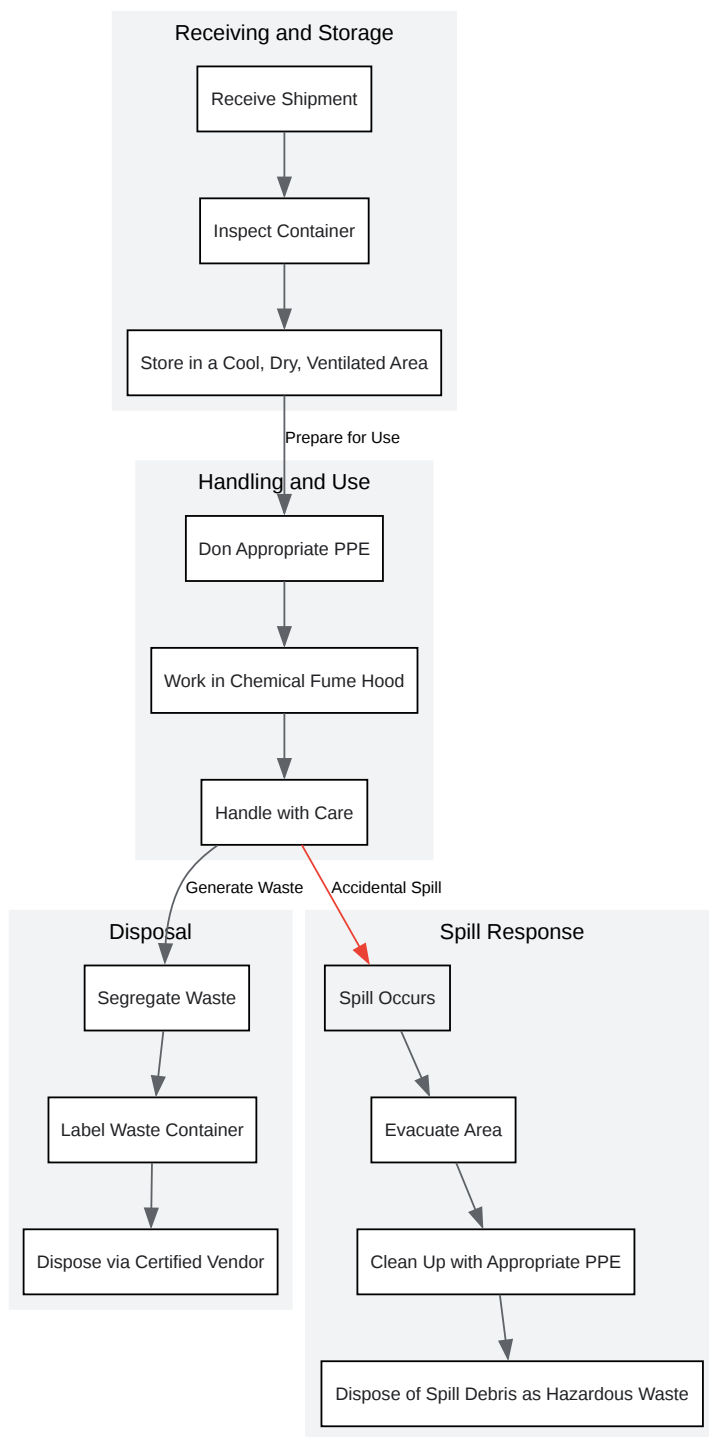 Receiving and Storage
Receive Shipment
Inspect Container
Store in a Cool, Dry, Ventilated Area
Prepare for Use
Handling and Use
Don Appropriate PPE
Work in Chemical Fume Hood
Handle with Care
Generate Waste
Accidental Spill
Disposal
Segregate Waste
Label Waste Container
Dispose via Certified Vendor
Spill Response
Spill Occurs
Evacuate Area
Clean Up with Appropriate PPE
Dispose of Spill Debris as Hazardous Waste